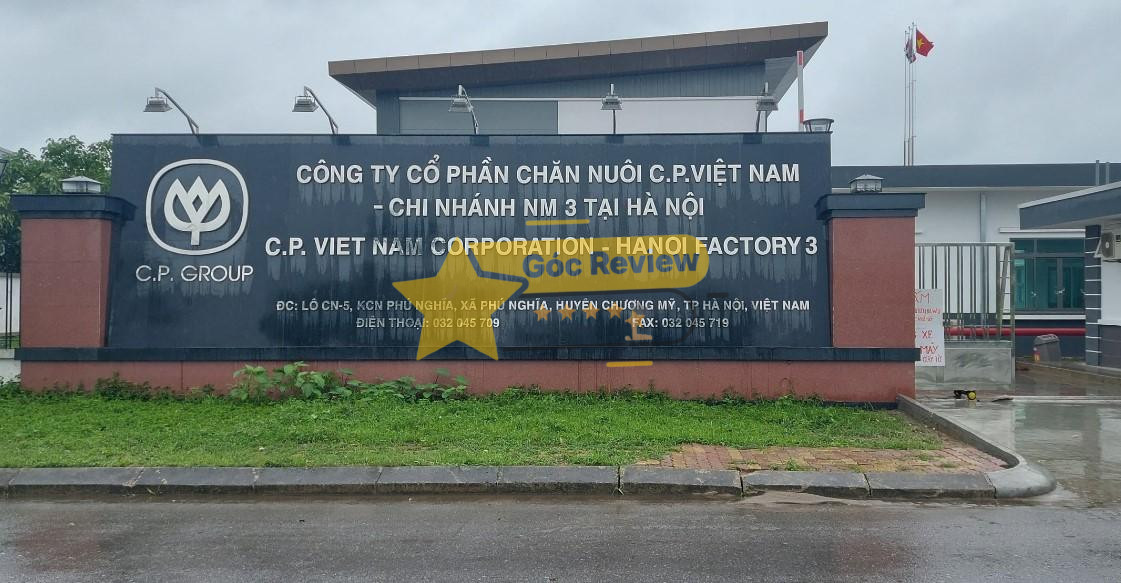 CÔNG TY CỔ PHẦN CHĂN NUÔI C.P.VIỆT NAM
- CHI NHÁNH NM 3 TẠI HÀ NỘI
C.P. VIET NAM CORPORATION - HANOI FACTORY 3
C.P. GROUP
Góc Review
ĐC: LÔ CN-5, KCN PHÚ NGHĨA, XÃ PHÚ NGHĨA, HUYỆN CHƯƠNG MỸ, TP HÀ NỘI, VIỆT NAM
ĐIỆN THOẠI: 032 045 709 FAX: 032 045 719
XE
MÁY